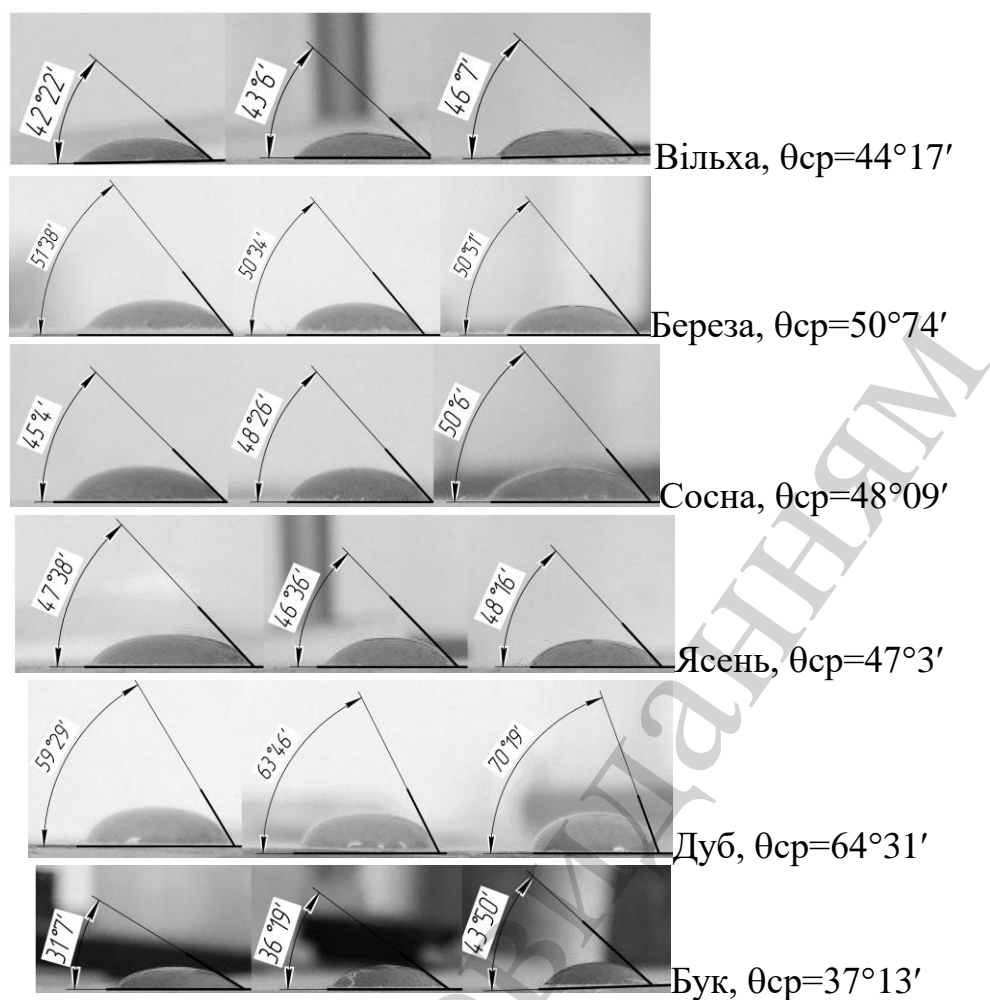 42°22′ 43°6′ 46°7′
Вільха, θср=44°17′
51°38′ 50°34′ 50°51′
Береза, θср=50°74′
45°4′ 48°26′ 50°6′
Сосна, θср=48°09′
47°38′ 46°36′ 48°16′
Ясень, θср=47°3′
59°29′ 63°46′ 70°19′
Дуб, θср=64°31′
31°7′ 36°19′ 43°50′
Бук, θср=37°13′